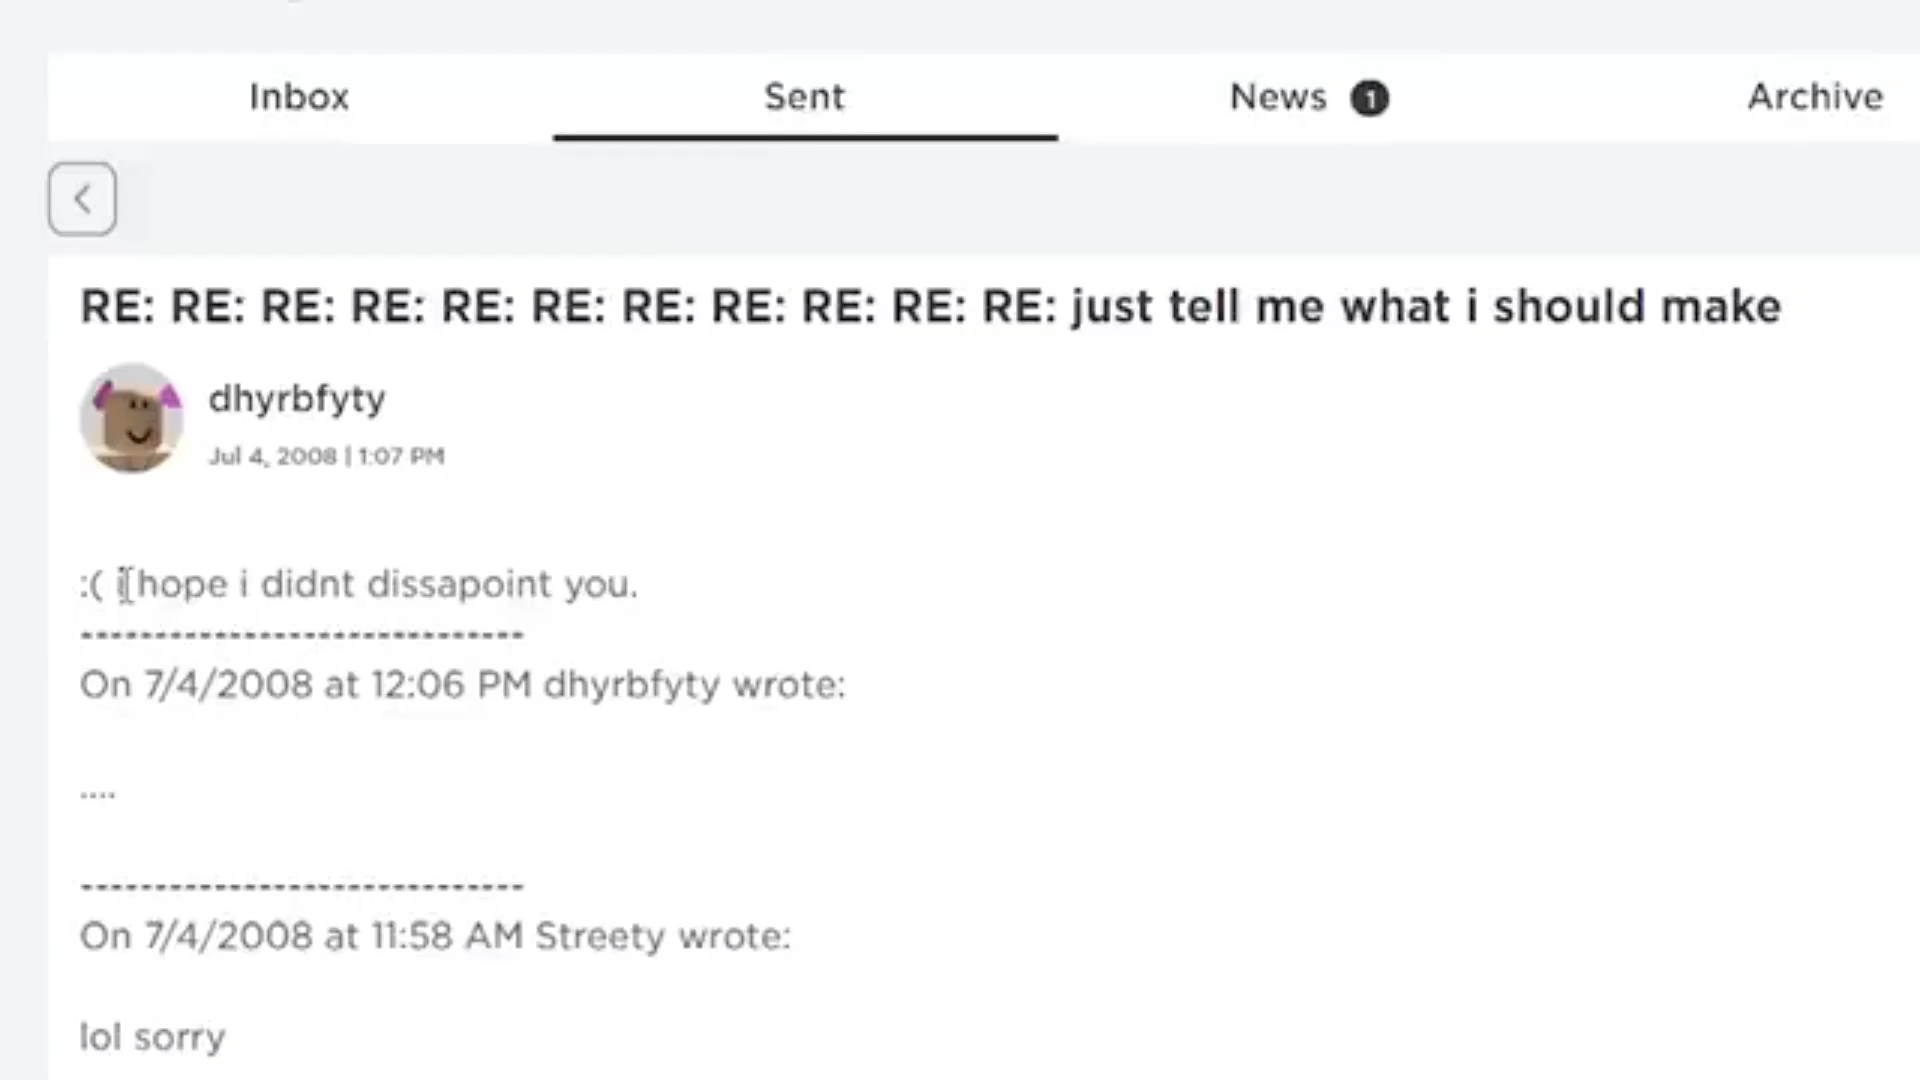 Inbox Sent News 1 Archive
RE: RE: RE: RE: RE: RE: RE: RE: RE: RE: RE: just tell me what i should make
dhyrbfyty
Jul 4, 2008 | 1:07 PM
:( i hope i didnt dissapoint you.
------------------------------
On 7/4/2008 at 12:06 PM dhyrbfyty wrote:
....
------------------------------
On 7/4/2008 at 11:58 AM Streety wrote:
lol sorry